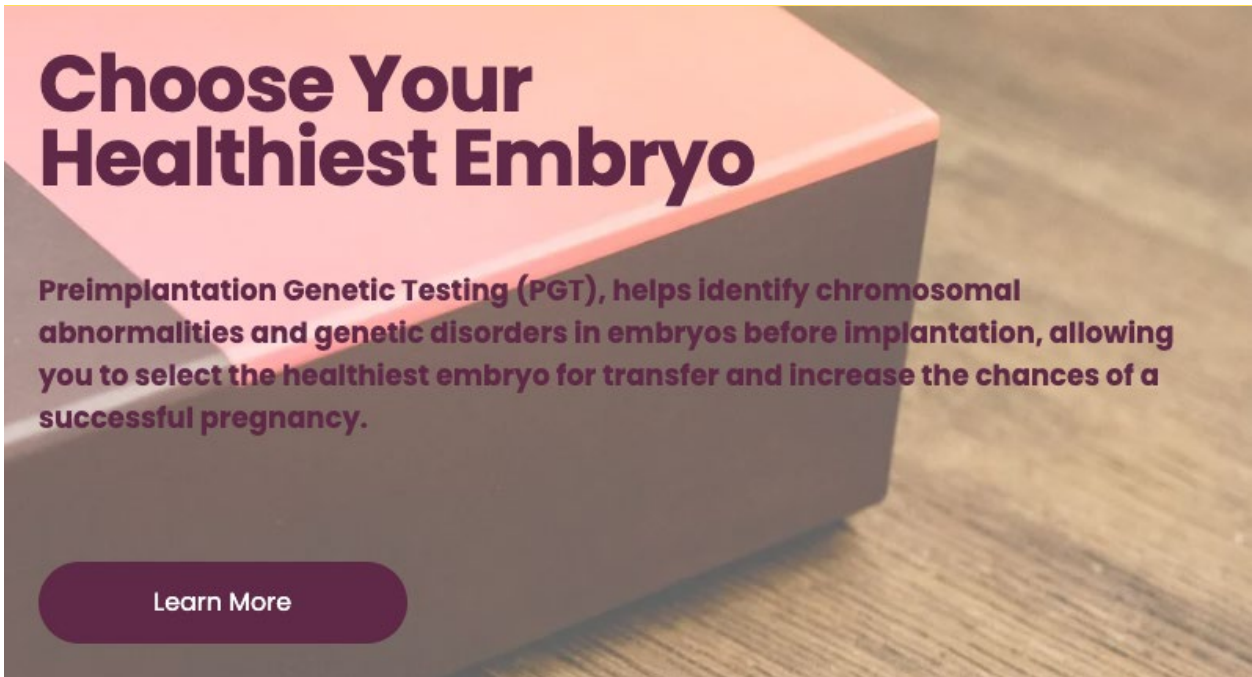 Choose Your
Healthiest Embryo
Preimplantation Genetic Testing (PGT), helps identify chromosomal
abnormalities and genetic disorders in embryos before implantation, allowing
you to select the healthiest embryo for transfer and increase the chances of a
successful pregnancy.
Learn More